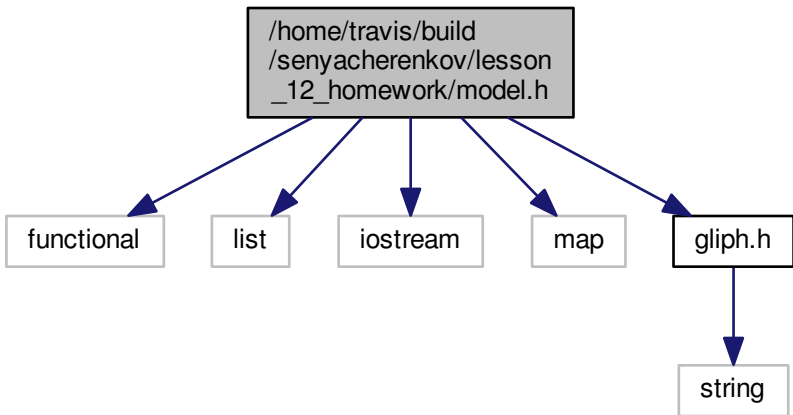 /home/travis/build
/senyacherenkov/lesson
_12_homework/model.h
functional
list
iostream
map
gliph.h
string